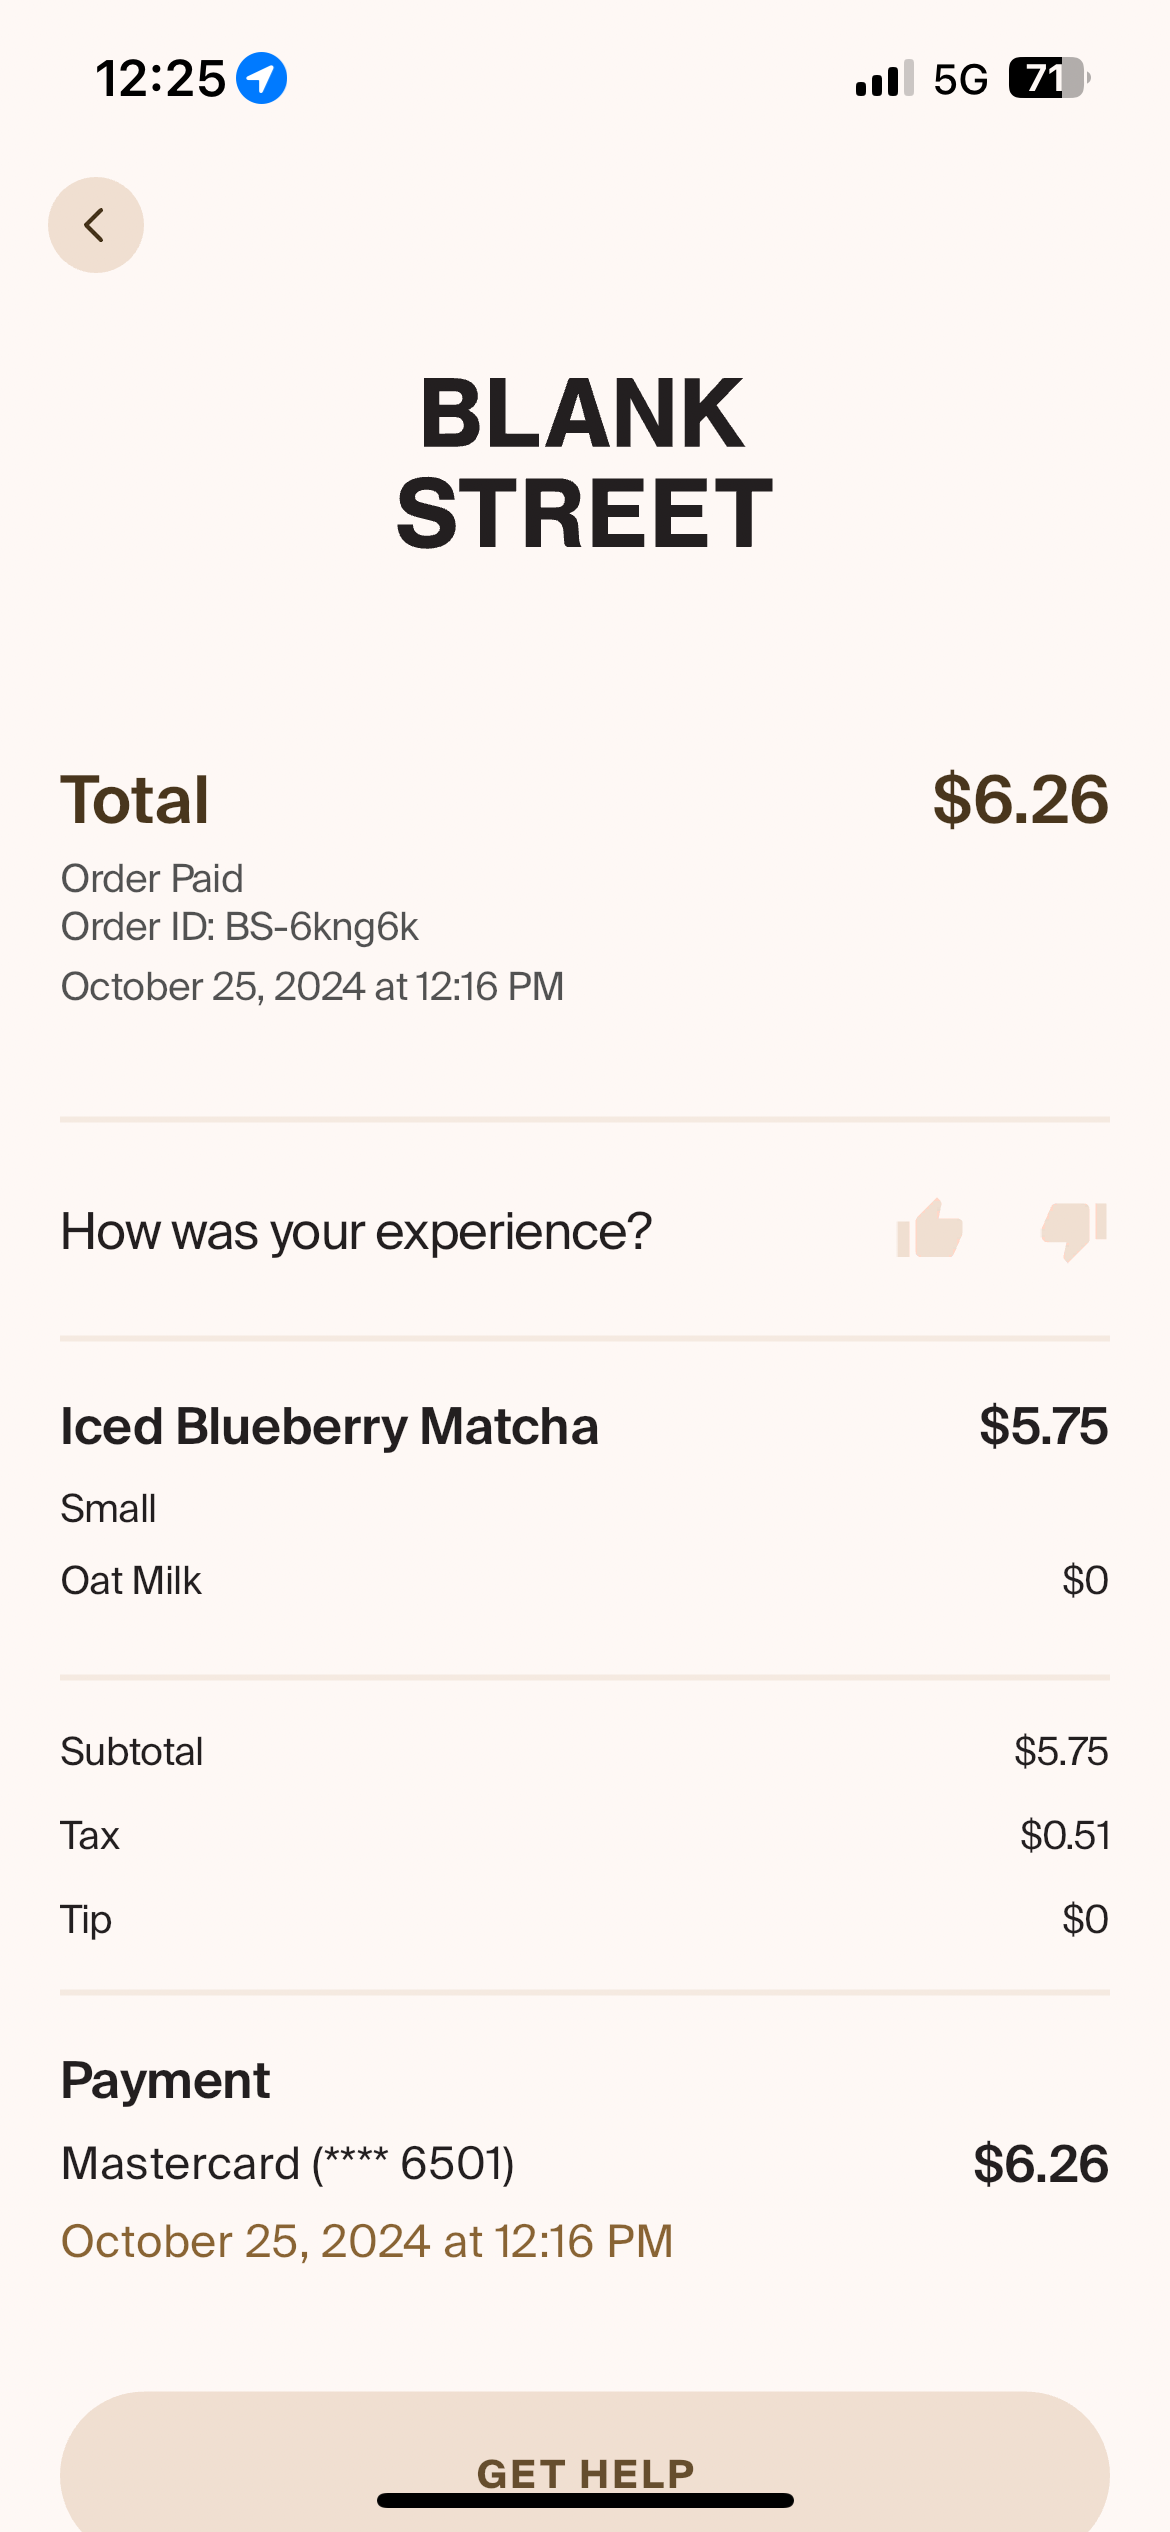 12:25 5G 71
BLANK
STREET
Total $6.26
Order Paid
Order ID: BS-6kng6k
October 25, 2024 at 12:16 PM
How was your experience?
Iced Blueberry Matcha $5.75
Small
Oat Milk $0
Subtotal $5.75
Tax $0.51
Tip $0
Payment
Mastercard (**** 6501) $6.26
October 25, 2024 at 12:16 PM
GET HELP